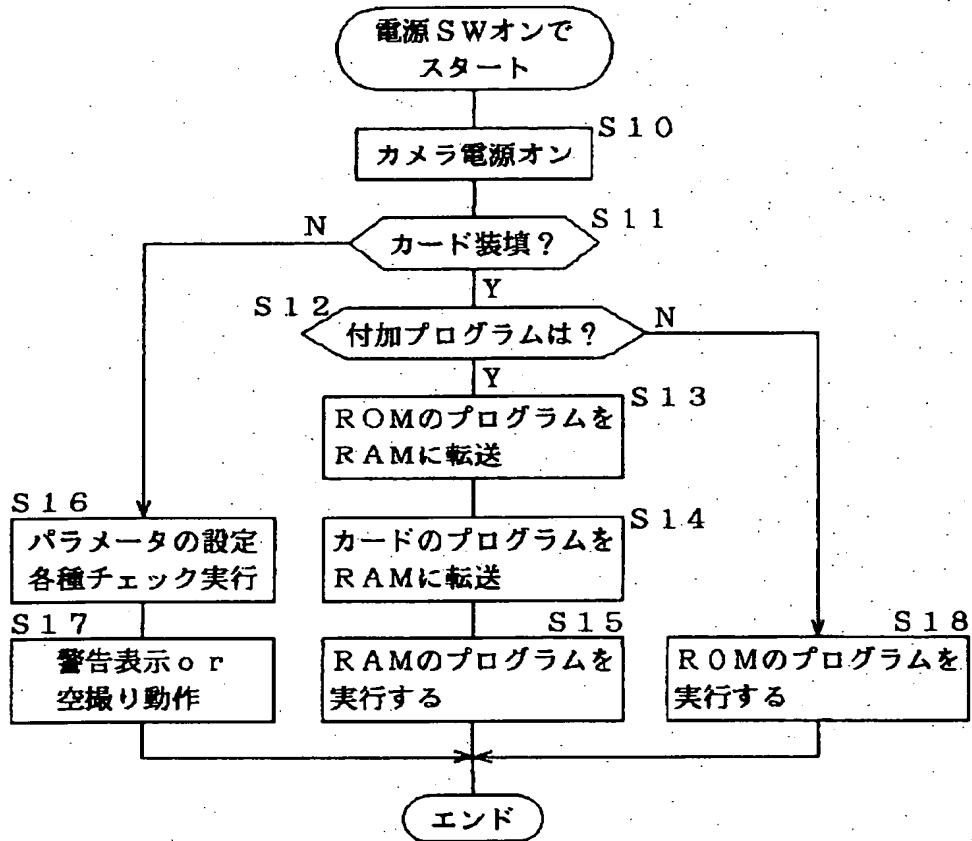 電源SWオンで
スタート
S10
カメラ電源オン
S11
N
カード装填?
Y
S12
付加プログラムは?
N
Y
S13
ROMのプログラムを
RAMに転送
S16
パラメータの設定
各種チェック実行
S14
カードのプログラムを
RAMに転送
S17
警告表示or
空撮り動作
S15
RAMのプログラムを
実行する
S18
ROMのプログラムを
実行する
エンド